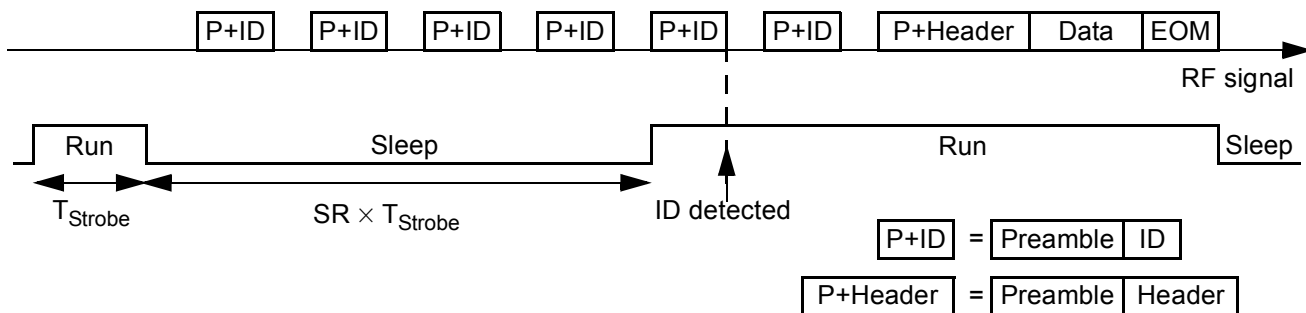 P+ID P+ID P+ID P+ID P+ID P+ID P+Header Data EOM
RF signal
Run Sleep Run Sleep
TStrobe SR × TStrobe ID detected
P+ID = Preamble ID
P+Header = Preamble Header